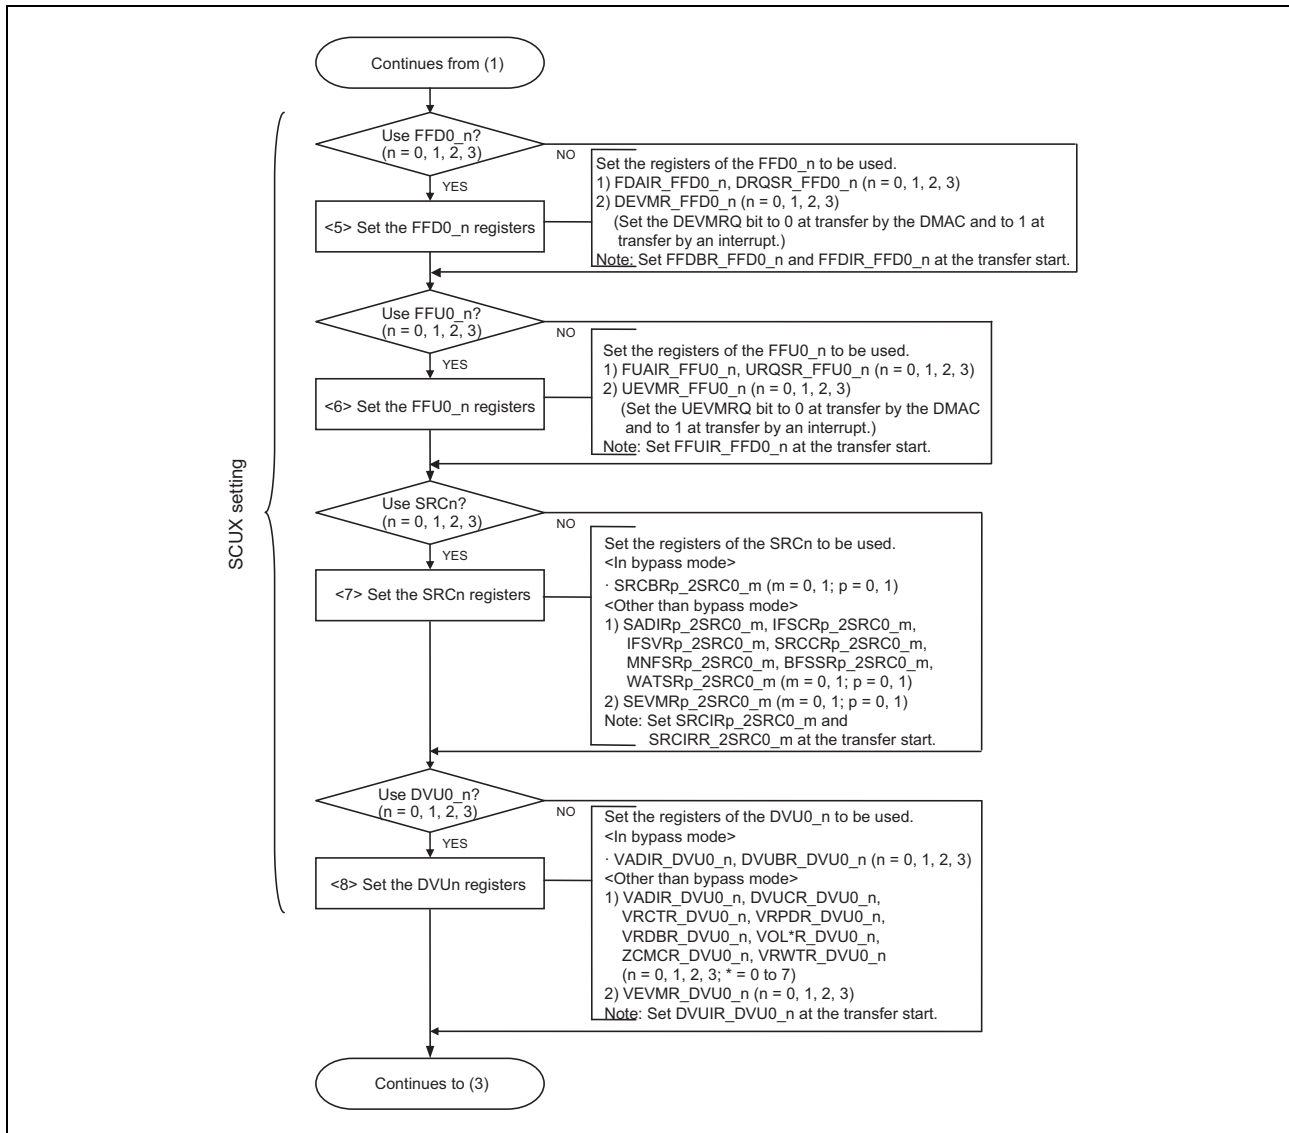 Continues from (1)
Use FFD0_n?
(n = 0, 1, 2, 3)
NO
YES
<5> Set the FFD0_n registers
Set the registers of the FFD0_n to be used.
1) FDAIR_FFD0_n, DRQSR_FFD0_n (n = 0, 1, 2, 3)
2) DEVMR_FFD0_n (n = 0, 1, 2, 3)
(Set the DEVMRQ bit to 0 at transfer by the DMAC and to 1 at
transfer by an interrupt.)
Note: Set FFDBR_FFD0_n and FFDIR_FFD0_n at the transfer start.
Use FFU0_n?
(n = 0, 1, 2, 3)
NO
YES
<6> Set the FFU0_n registers
Set the registers of the FFU0_n to be used.
1) FUAIR_FFU0_n, URQSR_FFU0_n (n = 0, 1, 2, 3)
2) UEVMR_FFU0_n (n = 0, 1, 2, 3)
(Set the UEVMRQ bit to 0 at transfer by the DMAC
and to 1 at transfer by an interrupt.)
Note: Set FFUIR_FFD0_n at the transfer start.
SCUX setting
Use SRCn?
(n = 0, 1, 2, 3)
NO
YES
<7> Set the SRCn registers
Set the registers of the SRCn to be used.
<In bypass mode>
· SRCBRp_2SRC0_m (m = 0, 1; p = 0, 1)
<Other than bypass mode>
1) SADIRp_2SRC0_m, IFSCRp_2SRC0_m,
IFSVRp_2SRC0_m, SRCCRp_2SRC0_m,
MNFSRp_2SRC0_m, BFSSRp_2SRC0_m,
WATSRp_2SRC0_m (m = 0, 1; p = 0, 1)
2) SEVMRp_2SRC0_m (m = 0, 1; p = 0, 1)
Note: Set SRCIRp_2SRC0_m and
SRCIRR_2SRC0_m at the transfer start.
Use DVU0_n?
(n = 0, 1, 2, 3)
NO
YES
<8> Set the DVUn registers
Set the registers of the DVU0_n to be used.
<In bypass mode>
· VADIR_DVU0_n, DVUBR_DVU0_n (n = 0, 1, 2, 3)
<Other than bypass mode>
1) VADIR_DVU0_n, DVUCR_DVU0_n,
VRCTR_DVU0_n, VRPDR_DVU0_n,
VRDBR_DVU0_n, VOL*R_DVU0_n,
ZCMCR_DVU0_n, VRWTR_DVU0_n
(n = 0, 1, 2, 3; * = 0 to 7)
2) VEVMR_DVU0_n (n = 0, 1, 2, 3)
Note: Set DVUIR_DVU0_n at the transfer start.
Continues to (3)